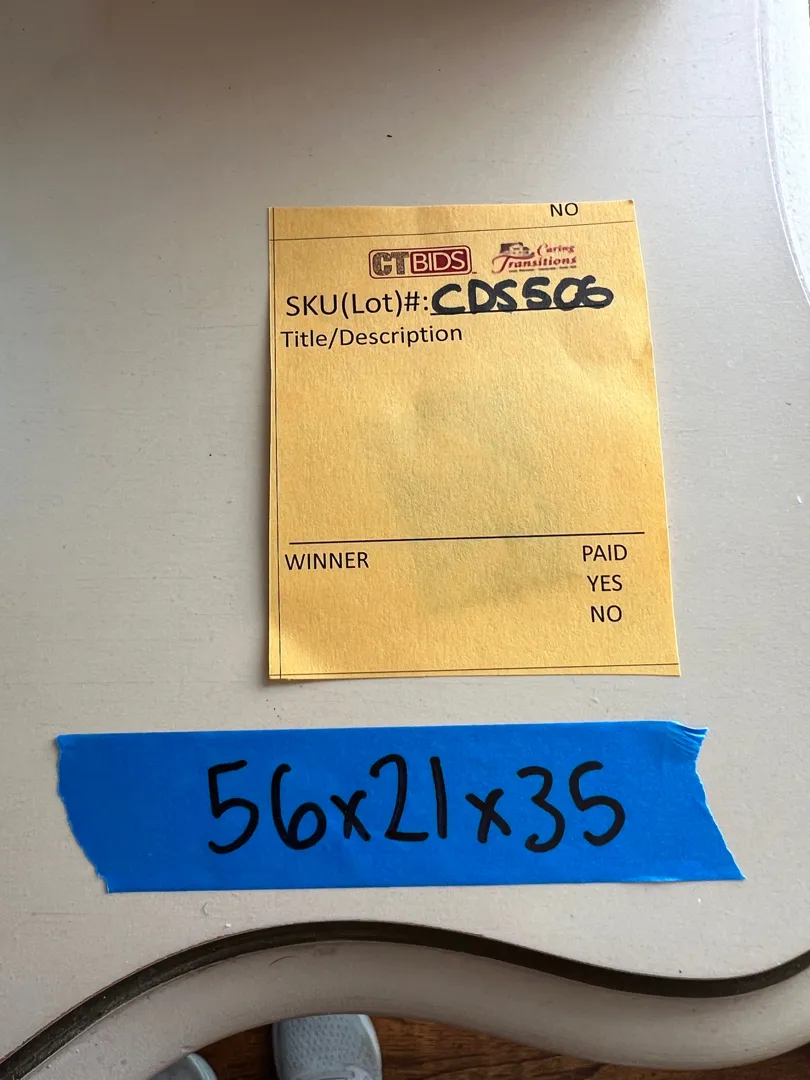 NO
CTBIDS
Caring
Transitions
SKU(Lot)#: CDS506
Title/Description
WINNER
PAID
YES
NO
56x21x35